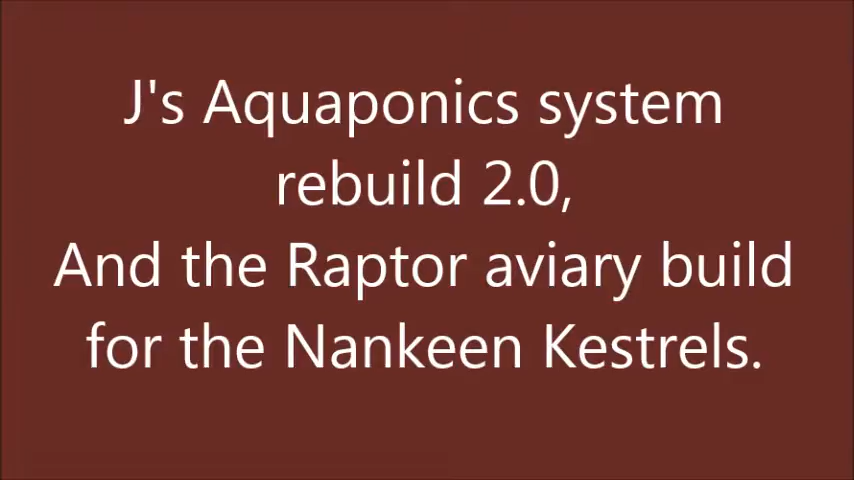 J's Aquaponics system
rebuild 2.0,
And the Raptor aviary build
for the Nankeen Kestrels.